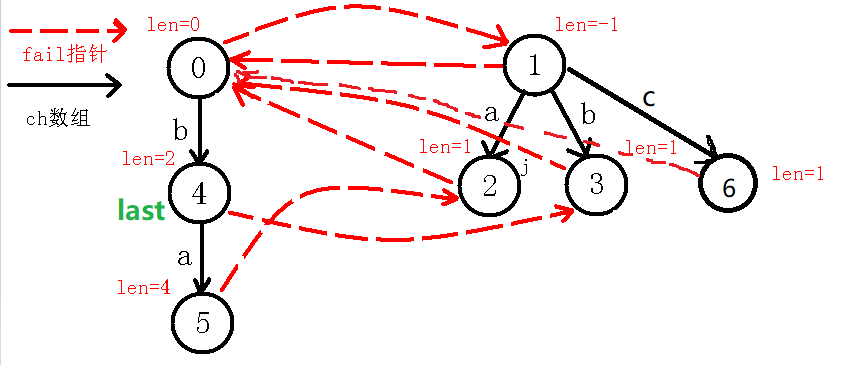 len=0
len=-1
fail指针
0
1
ch数组
c
a
b
b
len=2
len=1
j
len=1
len=1
4
2
3
6
last
a
len=4
5